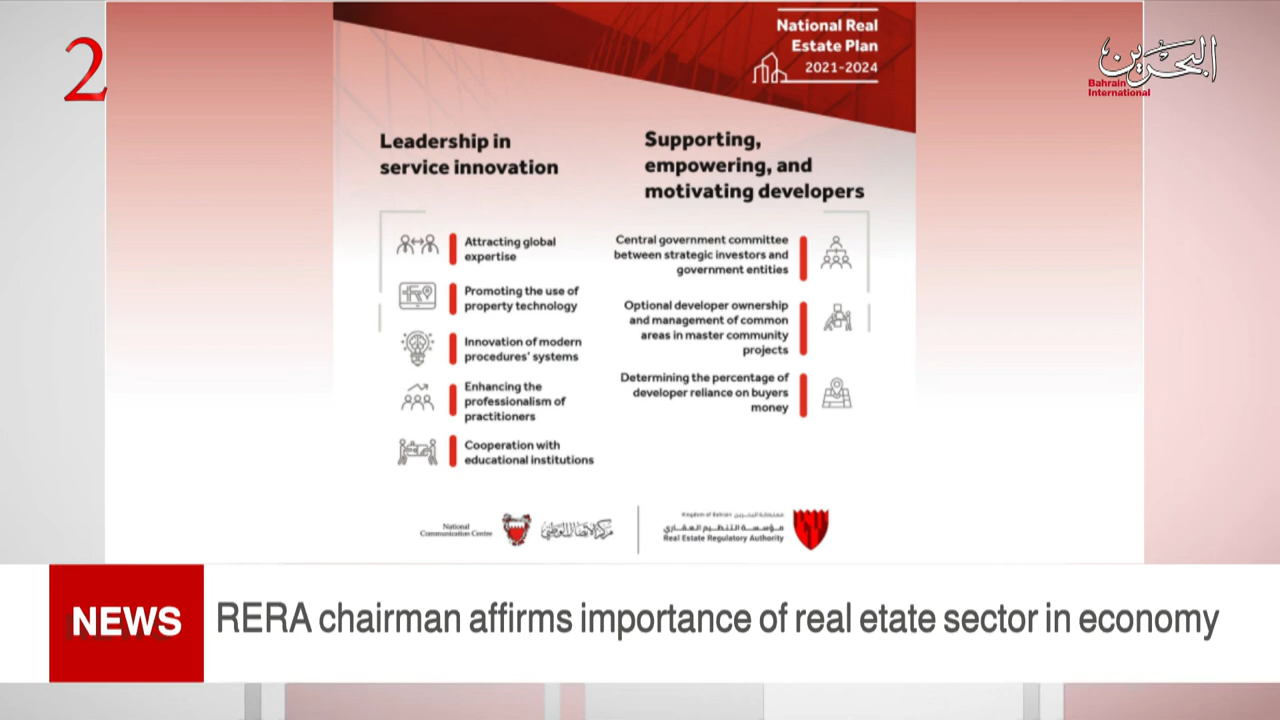 2
البحرين
Bahrain
International
National Real
Estate Plan
2021-2024
Leadership in
service innovation
Attracting global
expertise
Promoting the use of
property technology
Innovation of modern
procedures' systems
Enhancing the
professionalism of
practitioners
Cooperation with
educational institutions
Supporting,
empowering, and
motivating developers
Central government committee
between strategic investors and
government entities
Optional developer ownership
and management of common
areas in master community
projects
Determining the percentage of
developer reliance on buyers
money
National
Communication Centre
مركز الاتصال الوطني
Kingdom of Bahrain مملكة البحرين
مؤسسة التنظيم العقاري
Real Estate Regulatory Authority
NEWS
RERA chairman affirms importance of real etate sector in economy